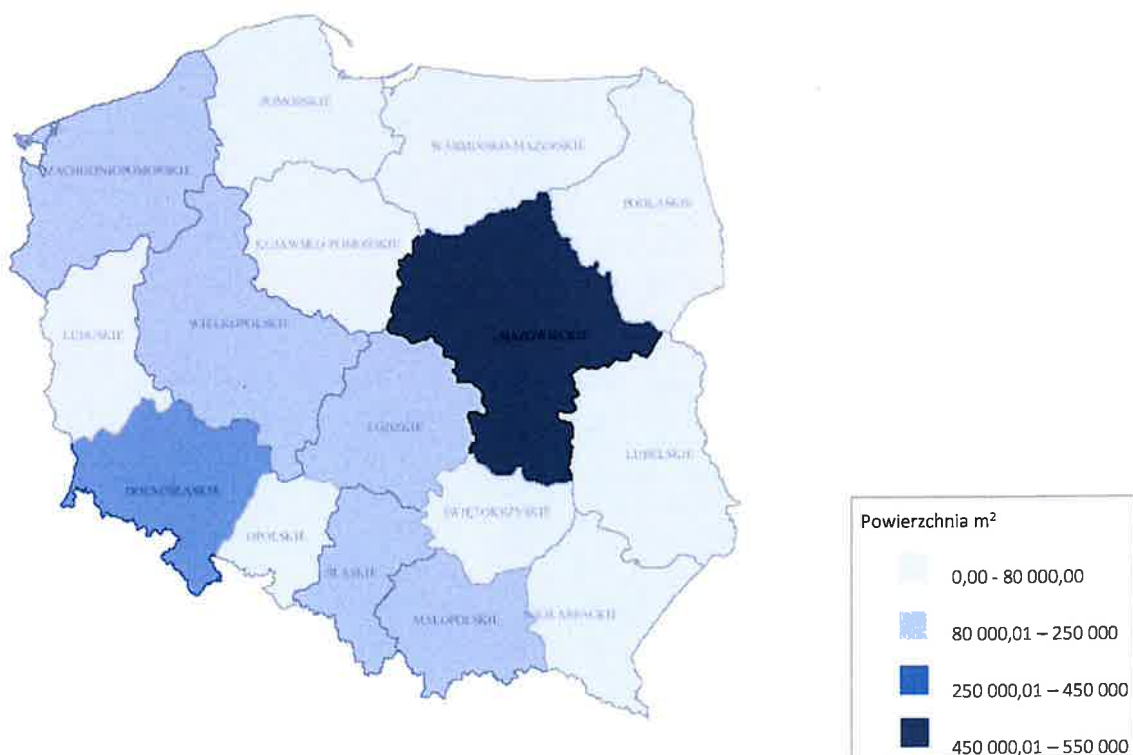 POMORSKIE
WARMIŃSKO-MAZURSKIE
ZACHODNIOPOMORSKIE
PODLASKIE
KUJAWSKO-POMORSKIE
WIELKOPOLSKIE
LUBUSKIE
MAZOWIECKIE
ŁÓDZKIE
LUBELSKIE
DOLNOŚLĄSKIE
ŚWIĘTOKRZYSKIE
OPOLSKIE
ŚLĄSKIE
MAŁOPOLSKIE
PODKARPACKIE
Powierzchnia m²
0,00 - 80 000,00
80 000,01 – 250 000
250 000,01 – 450 000
450 000,01 – 550 000